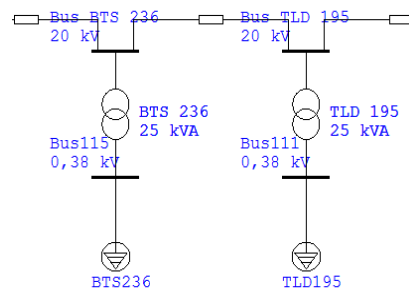 Bus BTS 236
20 kV
BTS 236
25 kVA
Bus115
0,38 kV
BTS236
Bus TLD 195
20 kV
TLD 195
25 kVA
Bus111
0,38 kV
TLD195